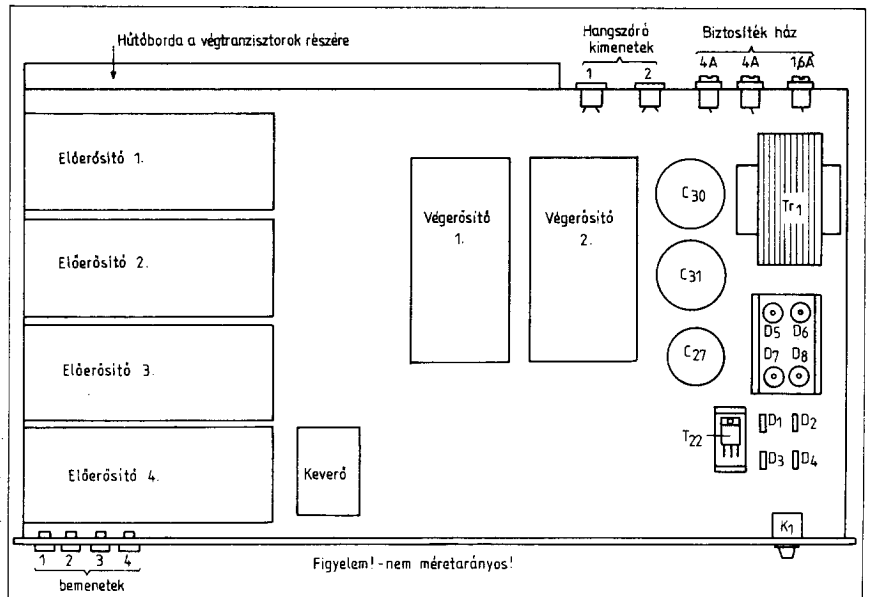 Hűtőborda a végtranzisztorok részére
Hangszóró
kimenetek
1 2
Biztosíték ház
4A 4A 1,6A
Előerősítő 1.
Előerősítő 2.
Előerősítő 3.
Előerősítő 4.
Keverő
Végerősítő
1.
Végerősítő
2.
C30
C31
C27
Tr1
D5 D6
D7 D8
T22
D1 D2
D3 D4
K1
1 2 3 4
bemenetek
Figyelem! - nem méretarányos!